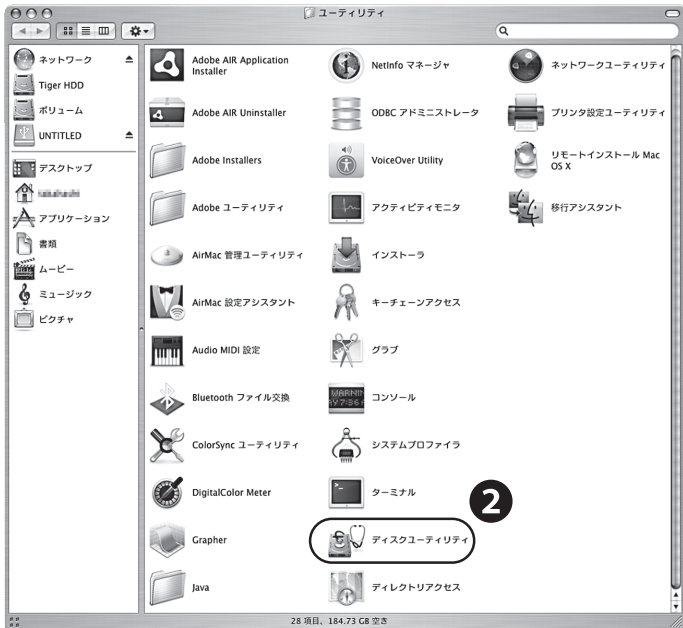 ユーティリティ
ネットワーク
Tiger HDD
ボリューム
UNTITLED
デスクトップ
アプリケーション
書類
ムービー
ミュージック
ピクチャ
Adobe AIR Application
Installer
Adobe AIR Uninstaller
Adobe Installers
Adobe ユーティリティ
AirMac 管理ユーティリティ
AirMac 設定アシスタント
Audio MIDI 設定
Bluetooth ファイル交換
ColorSync ユーティリティ
DigitalColor Meter
Grapher
Java
NetInfo マネージャ
ODBC アドミニストレータ
VoiceOver Utility
アクティビティモニタ
インストーラ
キーチェーンアクセス
グラブ
WARNIN
AY7:36
コンソール
システムプロファイラ
ターミナル
2
ディスクユーティリティ
ディレクトリアクセス
ネットワークユーティリティ
プリンタ設定ユーティリティ
リモートインストール Mac
OS X
移行アシスタント
28 項目、184.73 GB 空き